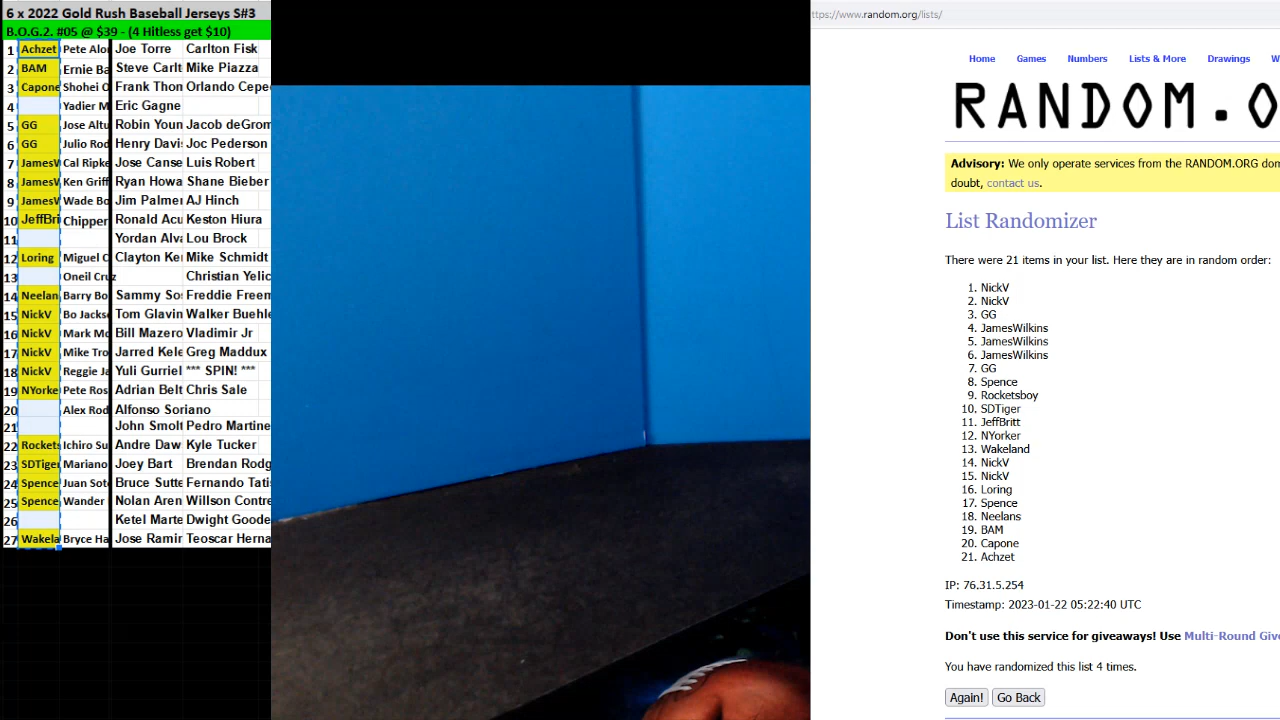 6 x 2022 Gold Rush Baseball Jerseys S#3
B.O.G.2. #05 @ $39 - (4 Hitless get $10)
1 Achzet Pete Alo Joe Torre Carlton Fisk
2 BAM Ernie Ba Steve Carlt Mike Piazza
3 Capone Shohei O Frank Thon Orlando Cepe
4 Yadier M Eric Gagne
5 GG Jose Altu Robin Youn Jacob deGrom
6 GG Julio Rod Henry Davi Joc Pederson
7 JamesW Cal Ripke Jose Canse Luis Robert
8 JamesW Ken Griff Ryan Howa Shane Bieber
9 JamesW Wade Bo Jim Palmer AJ Hinch
10 JeffBri Chipper Ronald Acu Keston Hiura
11 Yordan Alva Lou Brock
12 Loring Miguel C Clayton Ker Mike Schmidt
13 Oneil Cruz Christian Yelic
14 Neelan Barry Bo Sammy So Freddie Freem
15 NickV Bo Jacks Tom Glavin Walker Buehle
16 NickV Mark Mc Bill Mazero Vladimir Jr
17 NickV Mike Tro Jarred Kele Greg Maddux
18 NickV Reggie Ja Yuli Gurriel *** SPIN! ***
19 NYorke Pete Ros Adrian Belt Chris Sale
20 Alex Rod Alfonso Soriano
21 John Smolt Pedro Martine
22 Rockets Ichiro Su Andre Daw Kyle Tucker
23 SDTiger Mariano Joey Bart Brendan Rodg
24 Spence Juan Sot Bruce Sutte Fernando Tatis
25 Spence Wander Nolan Aren Willson Contre
26 Ketel Marte Dwight Goode
27 Wakela Bryce Ha Jose Ramir Teoscar Herna
https://www.random.org/lists/
Home Games Numbers Lists & More Drawings W
RANDOM.O
Advisory: We only operate services from the RANDOM.ORG dom
doubt, contact us.
List Randomizer
There were 21 items in your list. Here they are in random order:
1. NickV
2. NickV
3. GG
4. JamesWilkins
5. JamesWilkins
6. JamesWilkins
7. GG
8. Spence
9. Rocketsboy
10. SDTiger
11. JeffBritt
12. NYorker
13. Wakeland
14. NickV
15. NickV
16. Loring
17. Spence
18. Neelans
19. BAM
20. Capone
21. Achzet
IP: 76.31.5.254
Timestamp: 2023-01-22 05:22:40 UTC
Don't use this service for giveaways! Use Multi-Round Give
You have randomized this list 4 times.
Again! Go Back